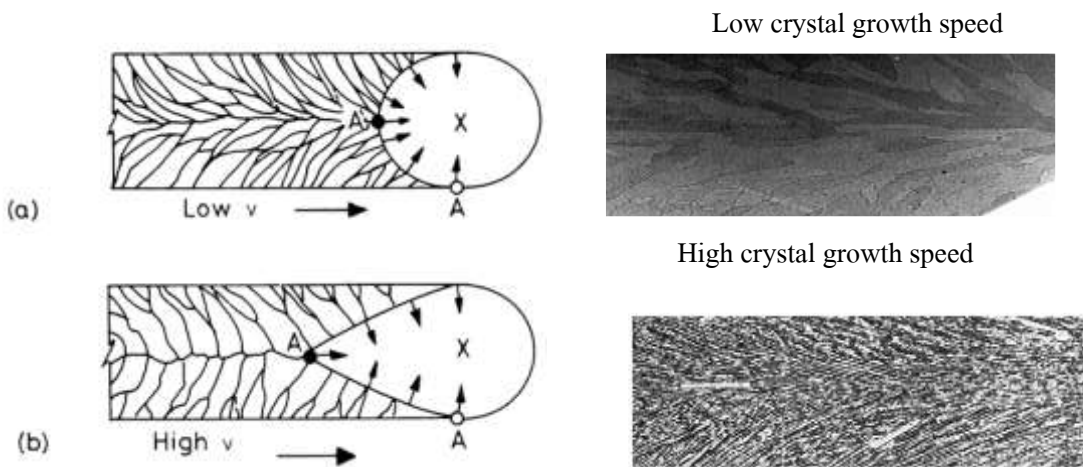 Low crystal growth speed
A
X
(a)
Low v
A
High crystal growth speed
A
X
(b)
High v
A